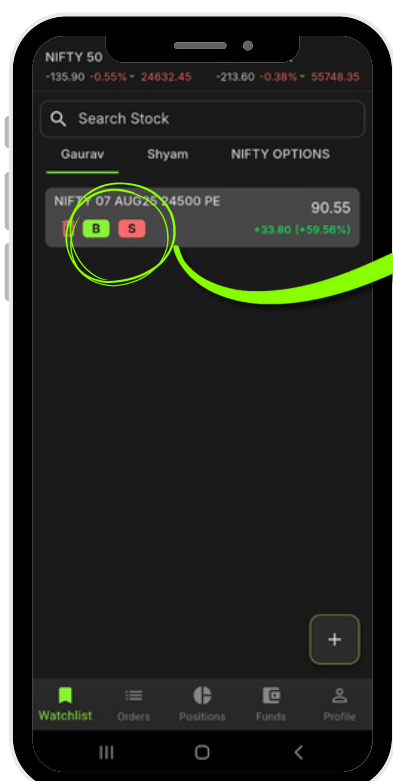 NIFTY 50
-135.90 -0.55% 24632.45 -213.60 -0.38% 55748.35
Search Stock
Gaurav Shyam NIFTY OPTIONS
NIFTY 07 AUG25 24500 PE 90.55
B S +33.80 (+59.56%)
+
Watchlist Orders Positions Funds Profile